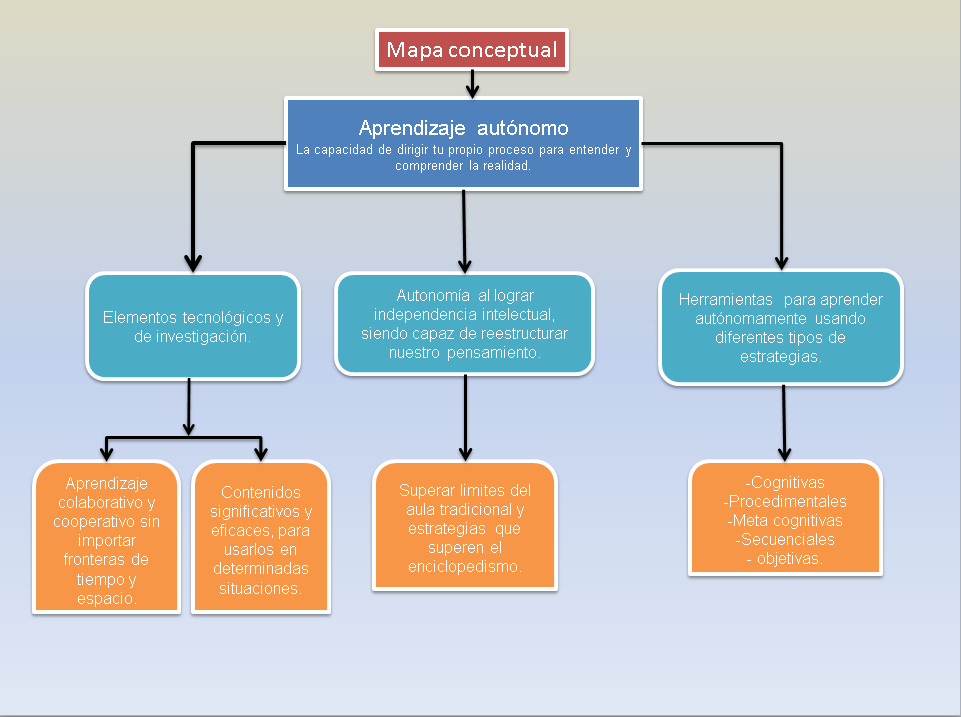 Mapa conceptual
Aprendizaje autónomo
La capacidad de dirigir tu propio proceso para entender y
comprender la realidad.
Elementos tecnológicos y
de investigación.
Autonomía al lograr
independencia intelectual,
siendo capaz de reestructurar
nuestro pensamiento.
Herramientas para aprender
autónomamente usando
diferentes tipos de
estrategias.
Aprendizaje
colaborativo y
cooperativo sin
importar
fronteras de
tiempo y
espacio.
Contenidos
significativos y
eficaces, para
usarlos en
determinadas
situaciones.
Superar limites del
aula tradicional y
estrategias que
superen el
enciclopedismo.
-Cognitivas
-Procedimentales
-Meta cognitivas
-Secuenciales
- objetivas.